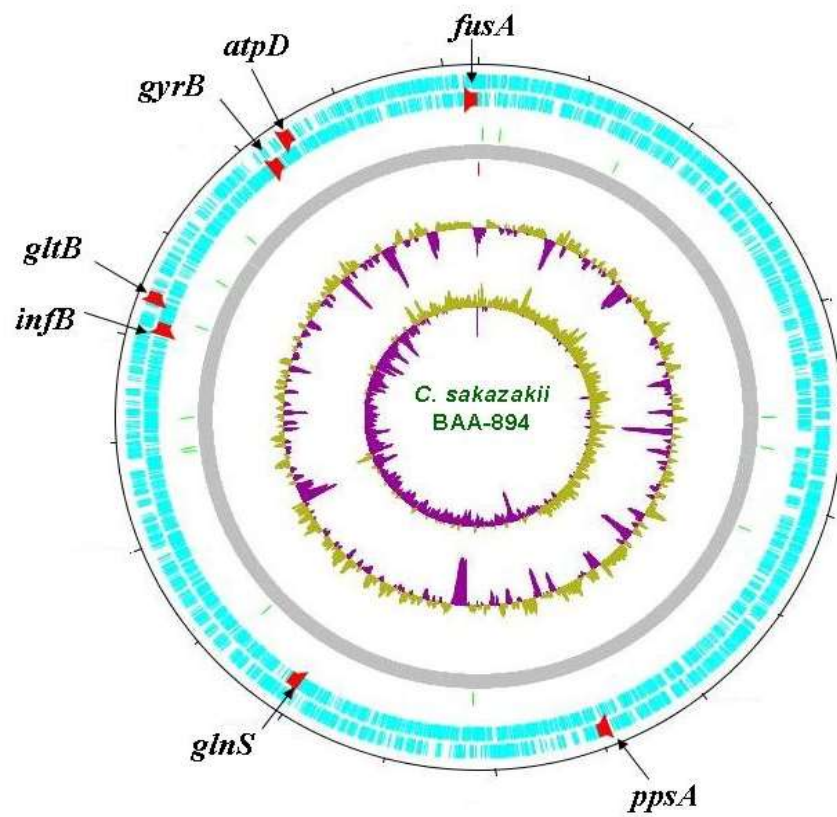 fusA
atpD
gyrB
gltB
infB
C. sakazakii
BAA-894
glnS
ppsA